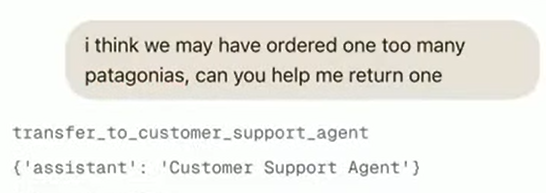 i think we may have ordered one too many
patagonias, can you help me return one
transfer_to_customer_support_agent
{'assistant': 'Customer Support Agent'}